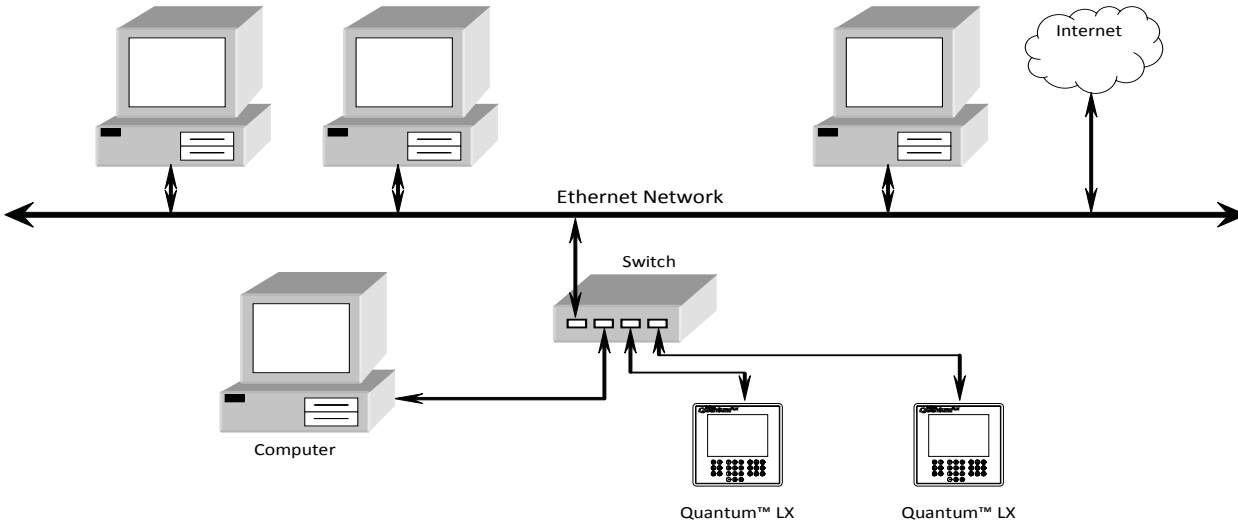 Internet
Ethernet Network
Switch
Computer
Quantum™ LX
Quantum™ LX